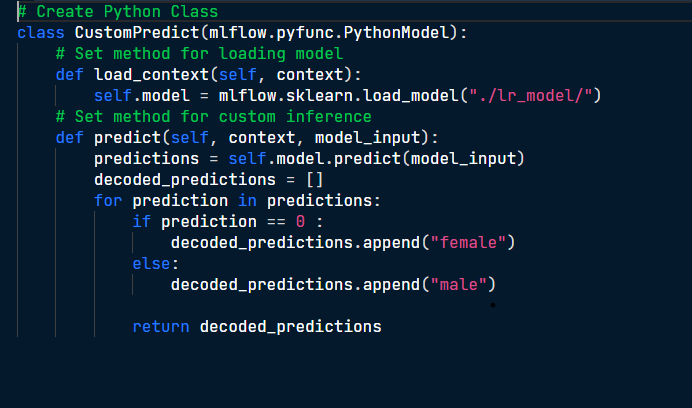 # Create Python Class
class CustomPredict(mlflow.pyfunc.PythonModel):
    # Set method for loading model
    def load_context(self, context):
        self.model = mlflow.sklearn.load_model("./lr_model/")
    # Set method for custom inference
    def predict(self, context, model_input):
        predictions = self.model.predict(model_input)
        decoded_predictions = []
        for prediction in predictions:
            if prediction == 0 :
                decoded_predictions.append("female")
            else:
                decoded_predictions.append("male")

            return decoded_predictions